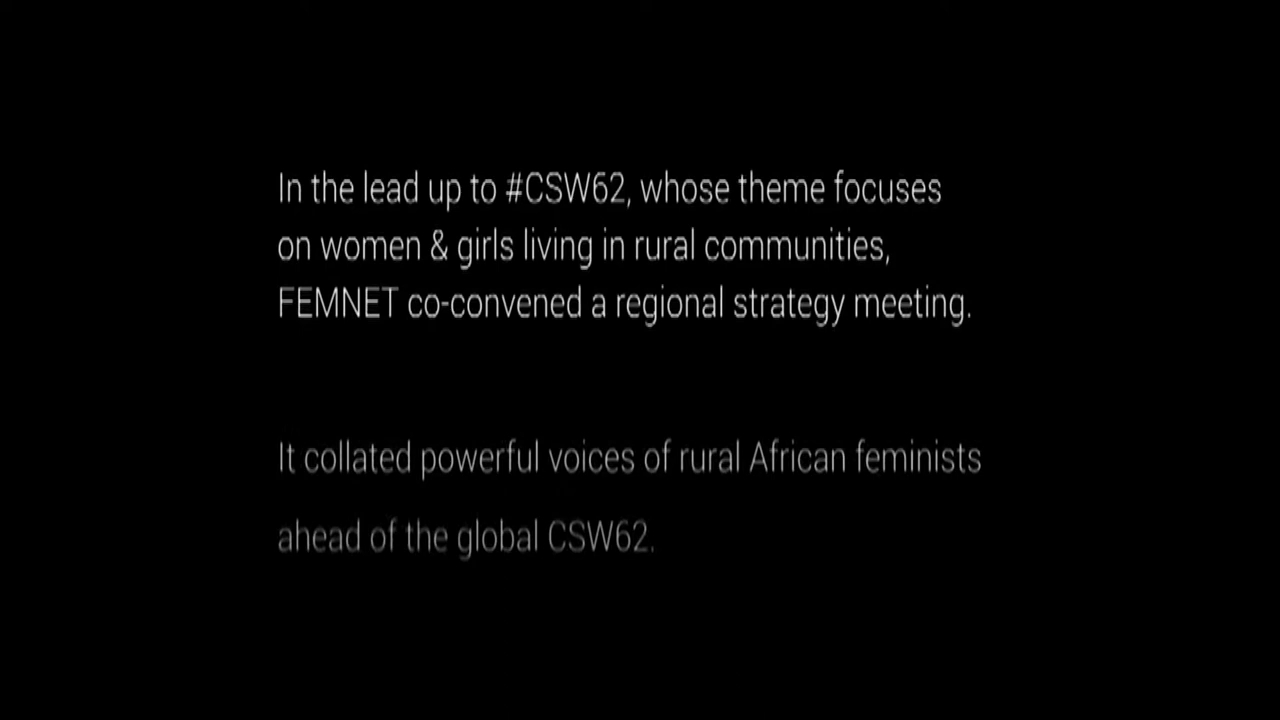 In the lead up to #CSW62, whose theme focuses
on women & girls living in rural communities,
FEMNET co-convened a regional strategy meeting.
It collated powerful voices of rural African feminists
ahead of the global CSW62.